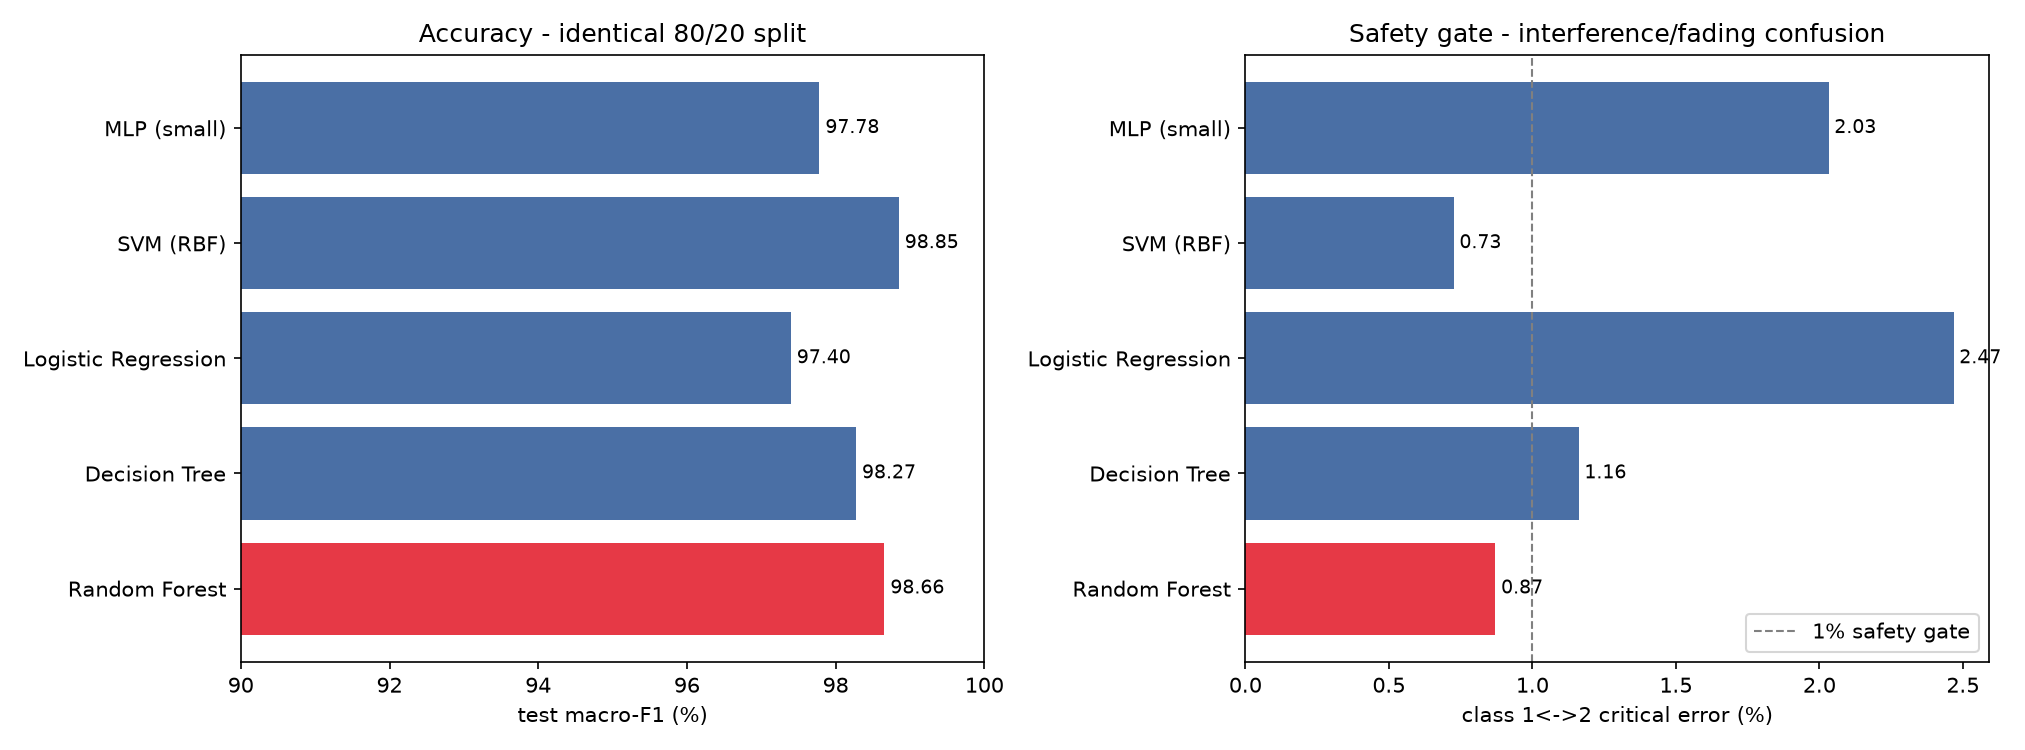 Accuracy - identical 80/20 split
MLP (small)
97.78
SVM (RBF)
98.85
Logistic Regression
97.40
Decision Tree
98.27
Random Forest
98.66
90 92 94 96 98 100
test macro-F1 (%)
Safety gate - interference/fading confusion
MLP (small)
2.03
SVM (RBF)
0.73
Logistic Regression
2.47
Decision Tree
1.16
Random Forest
0.87
1% safety gate
0.0 0.5 1.0 1.5 2.0 2.5
class 1<->2 critical error (%)